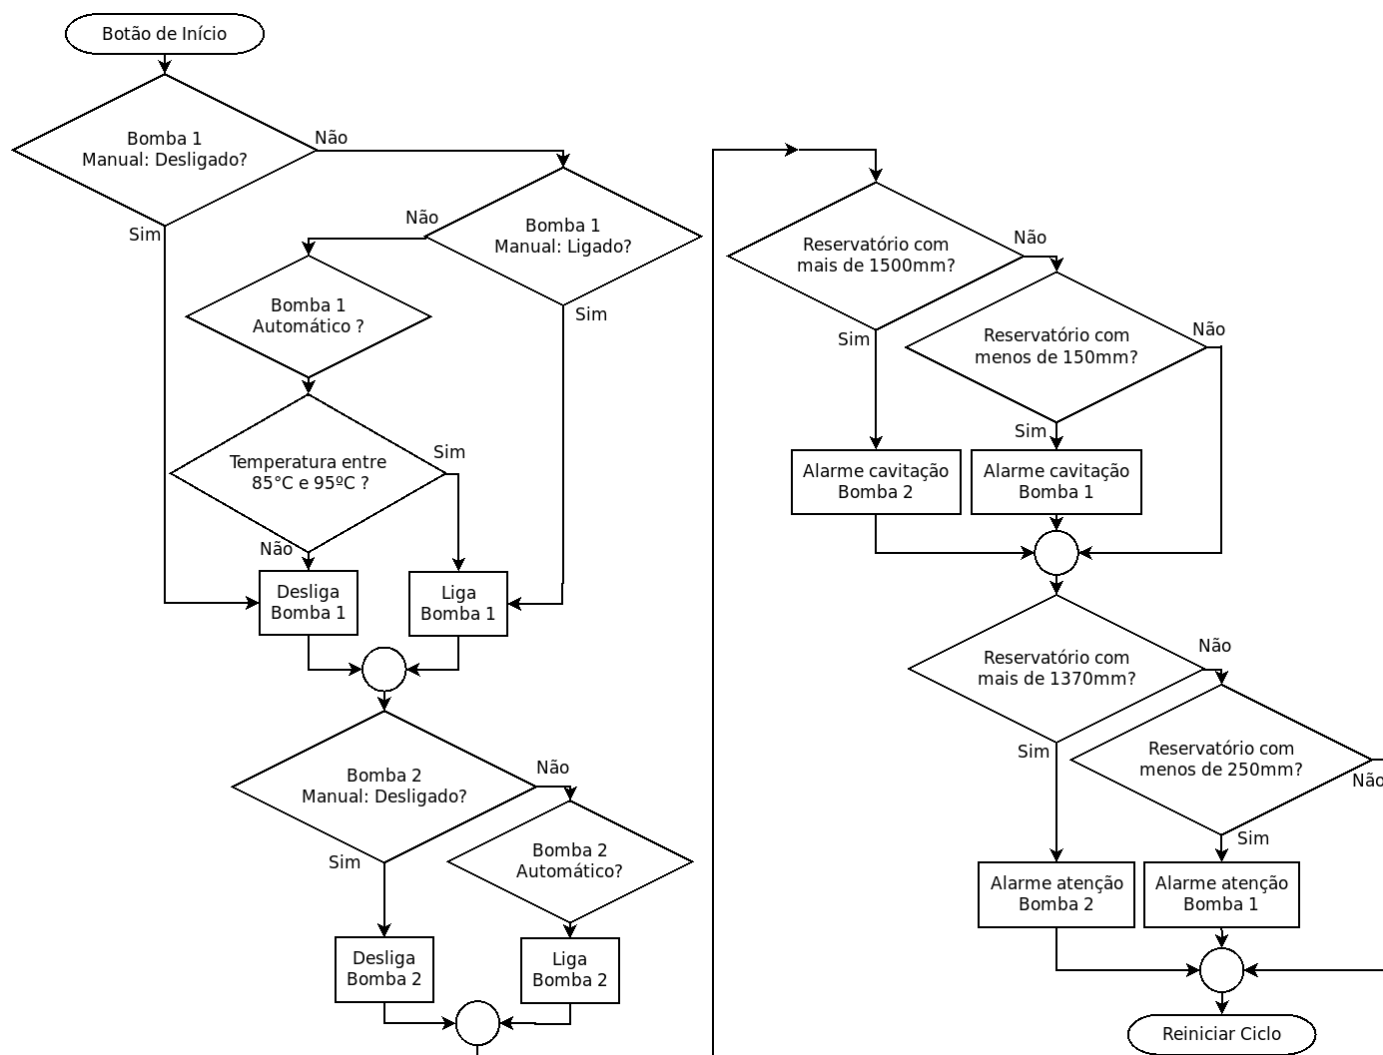 Botão de Início
Bomba 1
Manual: Desligado?
Não
Sim
Bomba 1
Manual: Ligado?
Não
Sim
Bomba 1
Automático ?
Temperatura entre
85°C e 95ºC ?
Sim
Não
Desliga
Bomba 1
Liga
Bomba 1
Bomba 2
Manual: Desligado?
Não
Sim
Bomba 2
Automático?
Desliga
Bomba 2
Liga
Bomba 2
Reservatório com
mais de 1500mm?
Não
Sim
Reservatório com
menos de 150mm?
Não
Sim
Alarme cavitação
Bomba 2
Alarme cavitação
Bomba 1
Reservatório com
mais de 1370mm?
Não
Sim
Reservatório com
menos de 250mm?
Não
Sim
Alarme atenção
Bomba 2
Alarme atenção
Bomba 1
Reiniciar Ciclo